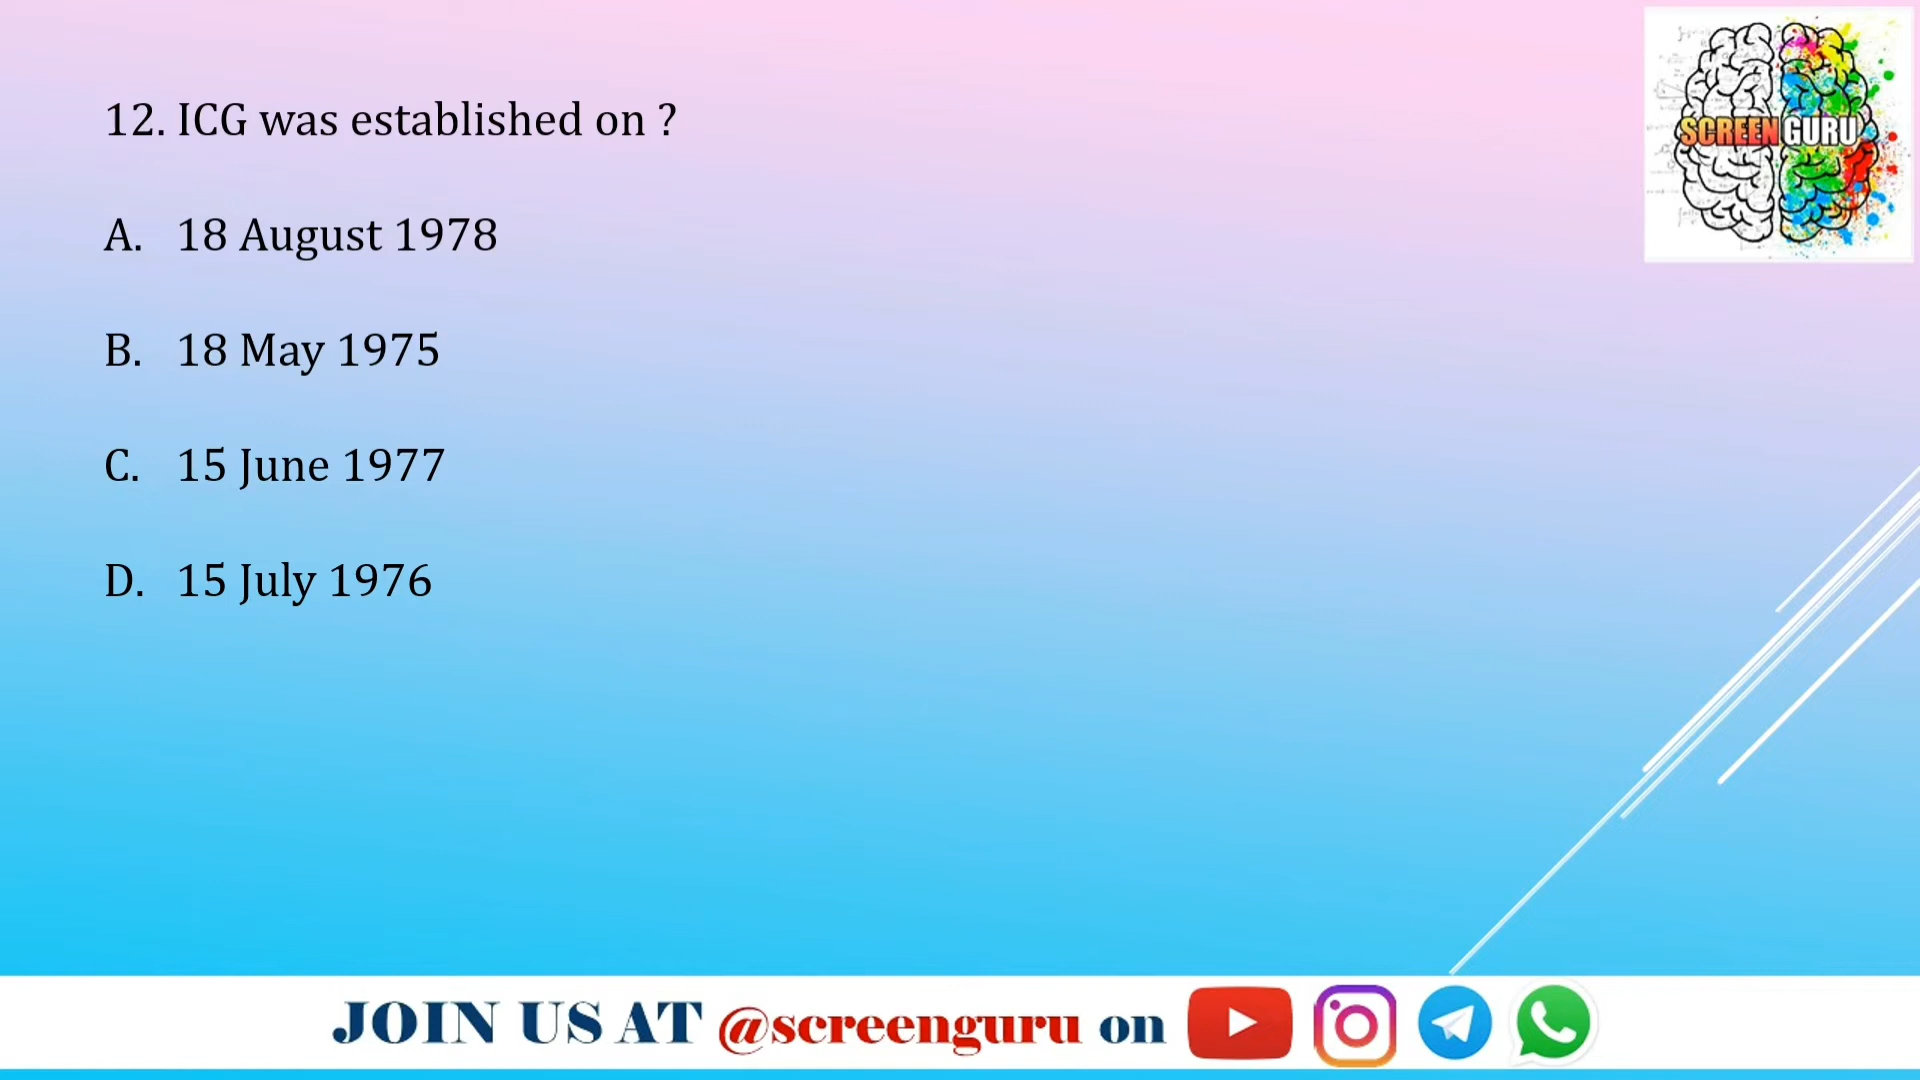 12. ICG was established on ?
A. 18 August 1978
B. 18 May 1975
C. 15 June 1977
D. 15 July 1976
SCREEN GURU
JOIN US AT @screenguru on